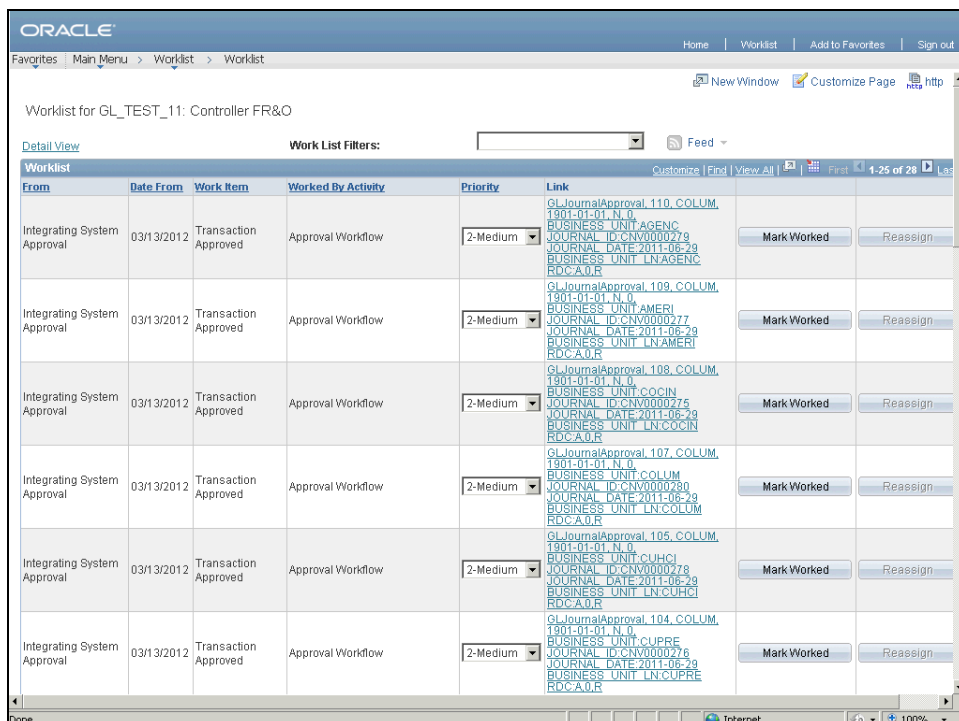 ORACLE
Home | Worklist | Add to Favorites | Sign out
Favorites | Main Menu > Worklist > Worklist
New Window Customize Page http
Worklist for GL_TEST_11: Controller FR&O
Detail View Work List Filters: Feed
Worklist Customize | Find | View All | First 1-25 of 28
From Date From Work Item Worked By Activity Priority Link
Integrating System Approval 03/13/2012 Transaction Approved Approval Workflow 2-Medium
GLJournalApproval, 110, COLUM,
1901-01-01, N, 0,
BUSINESS_UNIT:AGENC
JOURNAL_ID:CNV0000279
JOURNAL_DATE:2011-06-29
BUSINESS_UNIT_LN:AGENC
RDC:A,0,R
Mark Worked Reassign
Integrating System Approval 03/13/2012 Transaction Approved Approval Workflow 2-Medium
GLJournalApproval, 109, COLUM,
1901-01-01, N, 0,
BUSINESS_UNIT:AMERI
JOURNAL_ID:CNV0000277
JOURNAL_DATE:2011-06-29
BUSINESS_UNIT_LN:AMERI
RDC:A,0,R
Mark Worked Reassign
Integrating System Approval 03/13/2012 Transaction Approved Approval Workflow 2-Medium
GLJournalApproval, 108, COLUM,
1901-01-01, N, 0,
BUSINESS_UNIT:COCIN
JOURNAL_ID:CNV0000275
JOURNAL_DATE:2011-06-29
BUSINESS_UNIT_LN:COCIN
RDC:A,0,R
Mark Worked Reassign
Integrating System Approval 03/13/2012 Transaction Approved Approval Workflow 2-Medium
GLJournalApproval, 107, COLUM,
1901-01-01, N, 0,
BUSINESS_UNIT:COLUM
JOURNAL_ID:CNV0000280
JOURNAL_DATE:2011-06-29
BUSINESS_UNIT_LN:COLUM
RDC:A,0,R
Mark Worked Reassign
Integrating System Approval 03/13/2012 Transaction Approved Approval Workflow 2-Medium
GLJournalApproval, 105, COLUM,
1901-01-01, N, 0,
BUSINESS_UNIT:CUHCI
JOURNAL_ID:CNV0000278
JOURNAL_DATE:2011-06-29
BUSINESS_UNIT_LN:CUHCI
RDC:A,0,R
Mark Worked Reassign
Integrating System Approval 03/13/2012 Transaction Approved Approval Workflow 2-Medium
GLJournalApproval, 104, COLUM,
1901-01-01, N, 0,
BUSINESS_UNIT:CUPRE
JOURNAL_ID:CNV0000276
JOURNAL_DATE:2011-06-29
BUSINESS_UNIT_LN:CUPRE
RDC:A,0,R
Mark Worked Reassign
Done Internet 100%